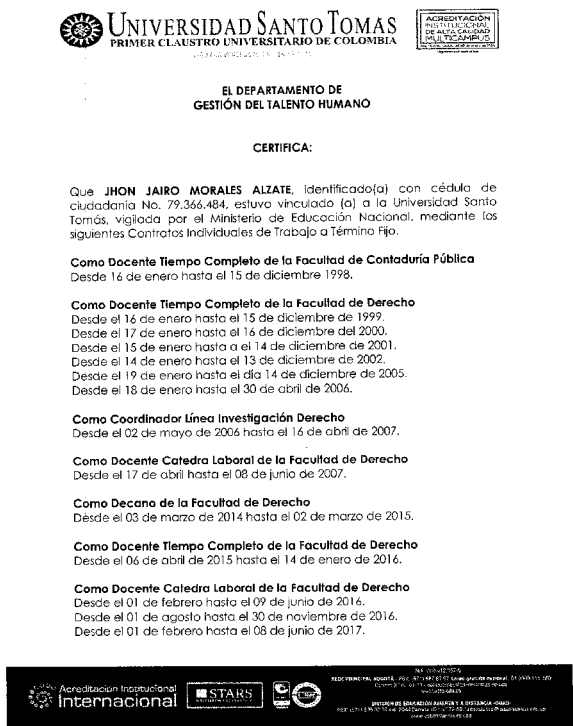 UNIVERSIDAD SANTO TOMAS
PRIMER CLAUSTRO UNIVERSITARIO DE COLOMBIA
ACREDITACIÓN
INSTITUCIONAL
DE ALTA CALIDAD
MULTICAMPUS
EL DEPARTAMENTO DE
GESTIÓN DEL TALENTO HUMANO
CERTIFICA:
Que JHON JAIRO MORALES ALZATE, identificado(a) con cédula de
ciudadanía No. 79.366.484, estuvo vinculado (a) a la Universidad Santo
Tomás, vigilada por el Ministerio de Educación Nacional, mediante los
siguientes Contratos Individuales de Trabajo a Término Fijo.
Como Docente Tiempo Completo de la Facultad de Contaduría Pública
Desde 16 de enero hasta el 15 de diciembre 1998.
Como Docente Tiempo Completo de la Facultad de Derecho
Desde el 16 de enero hasta el 15 de diciembre de 1999.
Desde el 17 de enero hasta el 16 de diciembre del 2000.
Desde el 15 de enero hasta a el 14 de diciembre de 2001.
Desde el 14 de enero hasta el 13 de diciembre de 2002.
Desde el 19 de enero hasta el día 14 de diciembre de 2005.
Desde el 18 de enero hasta el 30 de abril de 2006.
Como Coordinador Línea Investigación Derecho
Desde el 02 de mayo de 2006 hasta el 16 de abril de 2007.
Como Docente Catedra Laboral de la Facultad de Derecho
Desde el 17 de abril hasta el 08 de junio de 2007.
Como Decano de la Facultad de Derecho
Desde el 03 de marzo de 2014 hasta el 02 de marzo de 2015.
Como Docente Tiempo Completo de la Facultad de Derecho
Desde el 06 de abril de 2015 hasta el 14 de enero de 2016.
Como Docente Catedra Laboral de la Facultad de Derecho
Desde el 01 de febrero hasta el 09 de junio de 2016.
Desde el 01 de agosto hasta el 30 de noviembre de 2016.
Desde el 01 de febrero hasta el 08 de junio de 2017.
Acreditación Institucional
Internacional
STARS